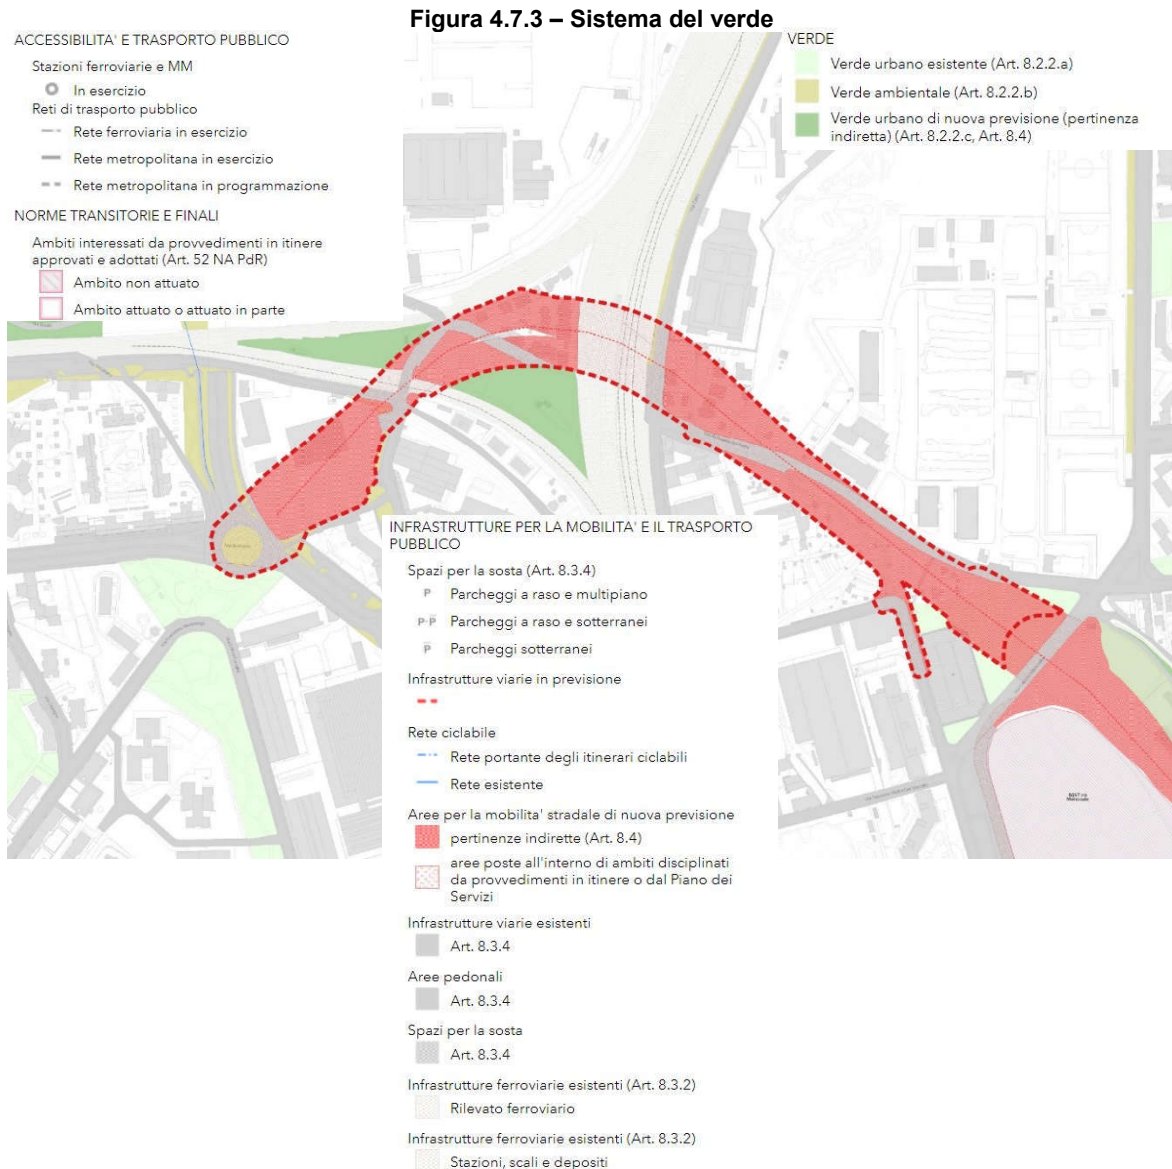 Figura 4.7.3 – Sistema del verde
ACCESSIBILITA' E TRASPORTO PUBBLICO
Stazioni ferroviarie e MM
In esercizio
Reti di trasporto pubblico
Rete ferroviaria in esercizio
Rete metropolitana in esercizio
Rete metropolitana in programmazione
NORME TRANSITORIE E FINALI
Ambiti interessati da provvedimenti in itinere
approvati e adottati (Art. 52 NA PdR)
Ambito non attuato
Ambito attuato o attuato in parte
VERDE
Verde urbano esistente (Art. 8.2.2.a)
Verde ambientale (Art. 8.2.2.b)
Verde urbano di nuova previsione (pertinenza
indiretta) (Art. 8.2.2.c, Art. 8.4)
INFRASTRUTTURE PER LA MOBILITA' E IL TRASPORTO
PUBBLICO
Spazi per la sosta (Art. 8.3.4)
P Parcheggi a raso e multipiano
P-P Parcheggi a raso e sotterranei
P Parcheggi sotterranei
Infrastrutture viarie in previsione
Rete ciclabile
Rete portante degli itinerari ciclabili
Rete esistente
Aree per la mobilita' stradale di nuova previsione
pertinenze indirette (Art. 8.4)
aree poste all'interno di ambiti disciplinati
da provvedimenti in itinere o dal Piano dei
Servizi
Infrastrutture viarie esistenti
Art. 8.3.4
Aree pedonali
Art. 8.3.4
Spazi per la sosta
Art. 8.3.4
Infrastrutture ferroviarie esistenti (Art. 8.3.2)
Rilevato ferroviario
Infrastrutture ferroviarie esistenti (Art. 8.3.2)
Stazioni, scali e depositi